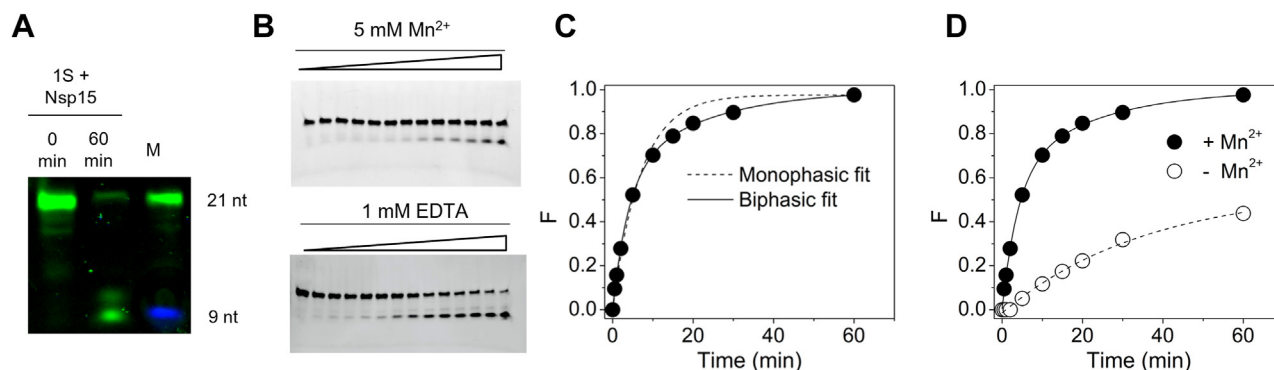 A
1S +
Nsp15
0
min
60
min
M
21 nt
9 nt
B
5 mM Mn²⁺
1 mM EDTA
C
F
1.0
0.8
0.6
0.4
0.2
0.0
Monophasic fit
Biphasic fit
0 20 40 60
Time (min)
D
F
1.0
0.8
0.6
0.4
0.2
0.0
+ Mn²⁺
- Mn²⁺
0 20 40 60
Time (min)